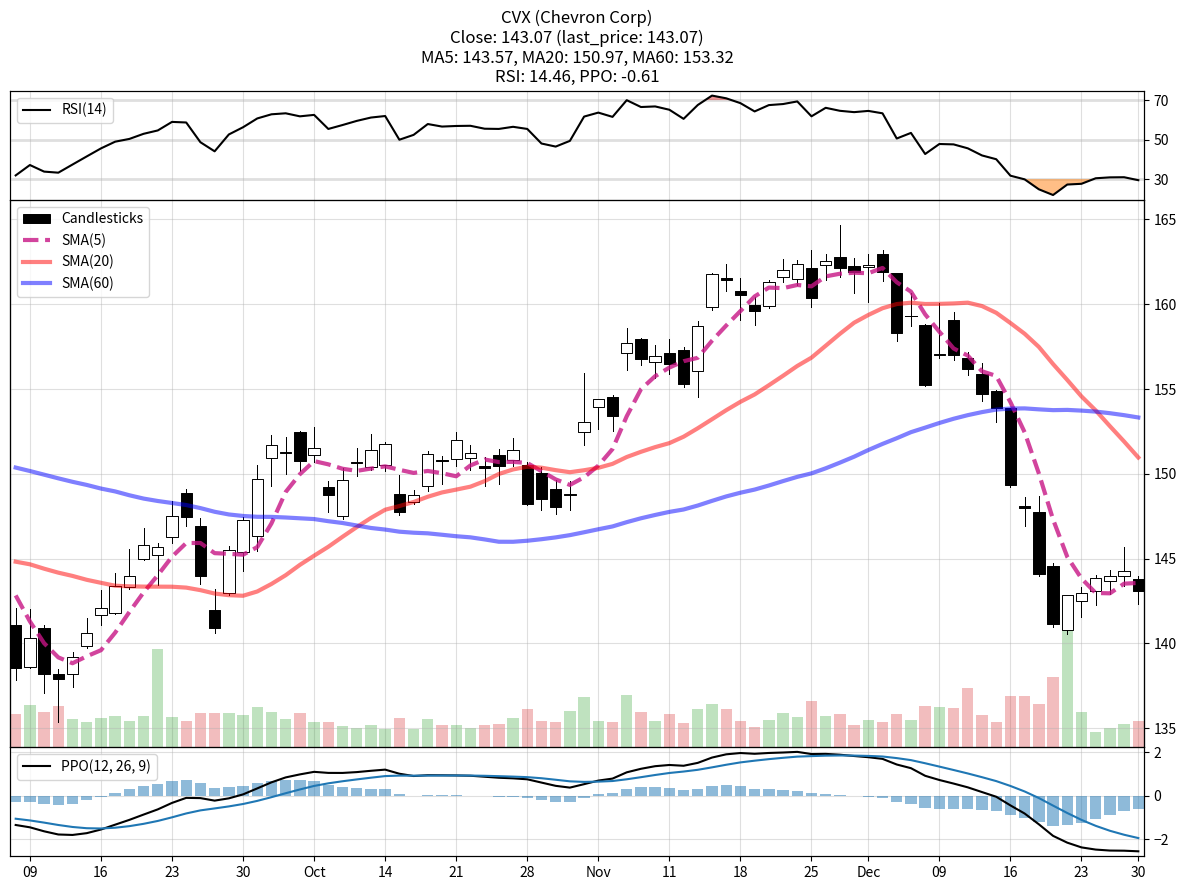 CVX (Chevron Corp)
Close: 143.07 (last_price: 143.07)
MA5: 143.57, MA20: 150.97, MA60: 153.32
RSI: 14.46, PPO: -0.61
RSI(14)
70
50
30
Candlesticks
SMA(5)
SMA(20)
SMA(60)
165
160
155
150
145
140
135
PPO(12, 26, 9)
2
0
−2
09 16 23 30 Oct 14 21 28 Nov 11 18 25 Dec 09 16 23 30